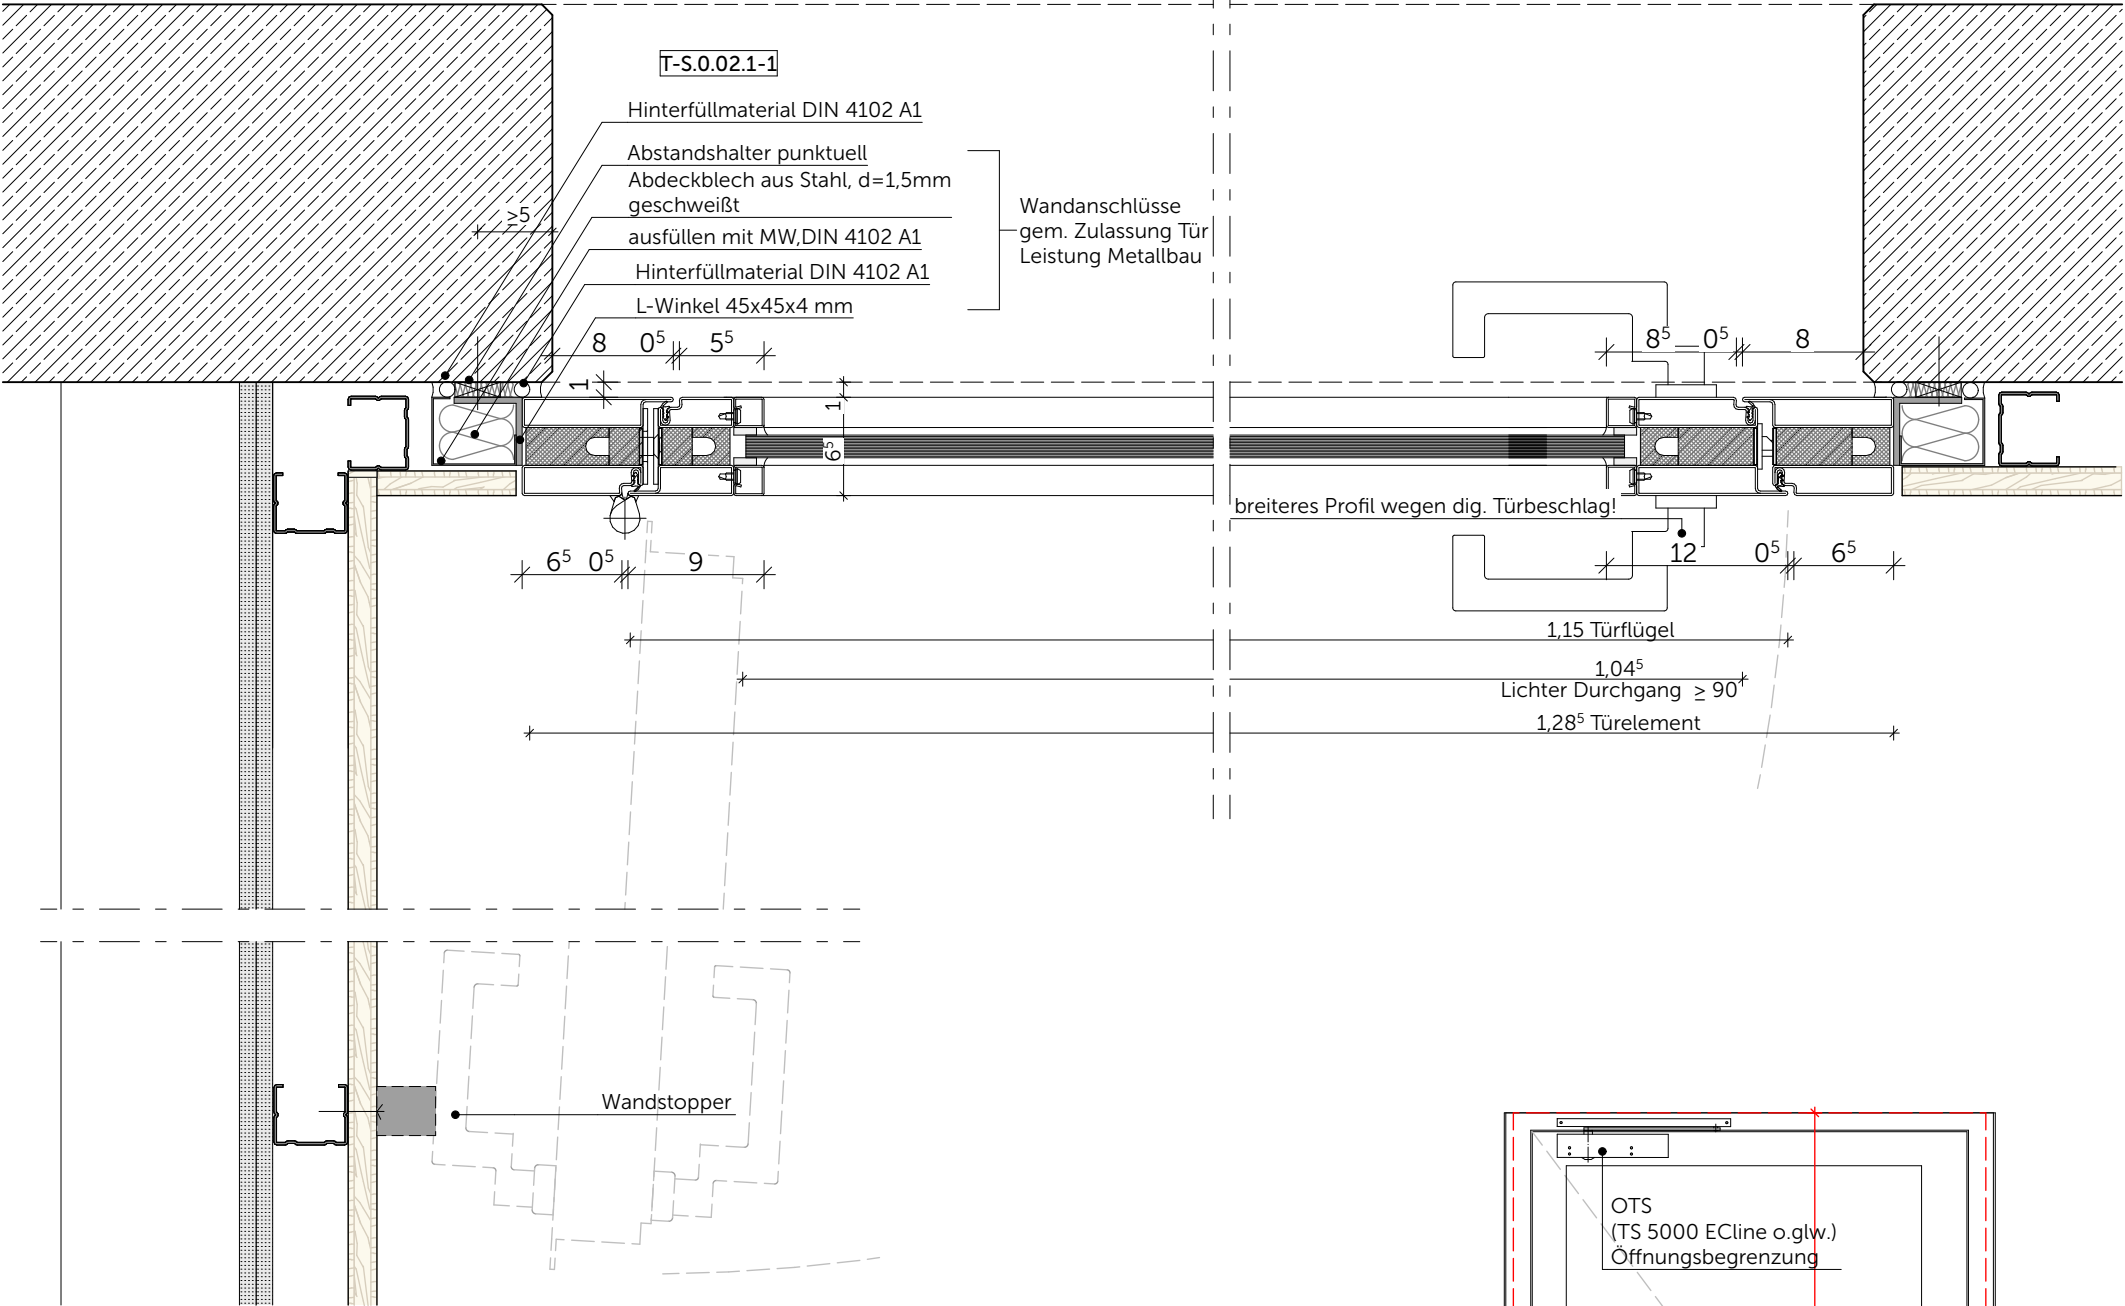 T-S.0.02.1-1
Hinterfüllmaterial DIN 4102 A1
Abstandshalter punktuell
Abdeckblech aus Stahl, d=1,5mm
geschweißt
ausfüllen mit MW,DIN 4102 A1
Hinterfüllmaterial DIN 4102 A1
L-Winkel 45x45x4 mm
Wandanschlüsse
gem. Zulassung Tür
Leistung Metallbau
≥5
8 0⁵ 5⁵
8⁵ 0⁵ 8
1
1
6⁵
breiteres Profil wegen dig. Türbeschlag!
6⁵ 0⁵ 9
12 0⁵ 6⁵
1,15 Türflügel
1,04⁵
Lichter Durchgang ≥ 90
1,28⁵ Türelement
Wandstopper
OTS
(TS 5000 ECline o.glw.)
Öffnungsbegrenzung